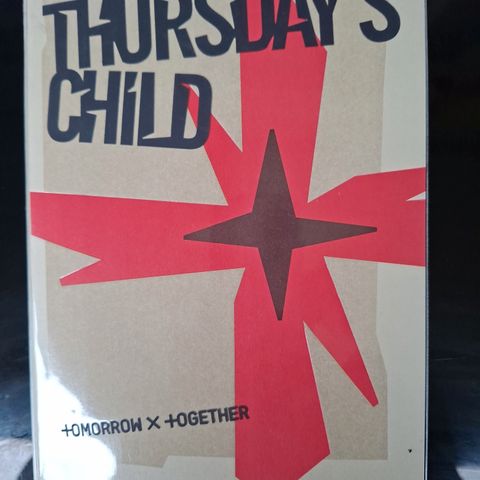 THURSDAY'S
CHILD
tOMORROW X tOGETHER